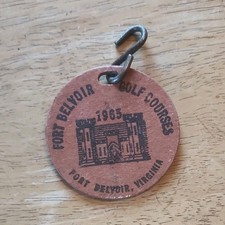 FORT BELVOIR GOLF COURSES
1965
FORT BELVOIR, VIRGINIA